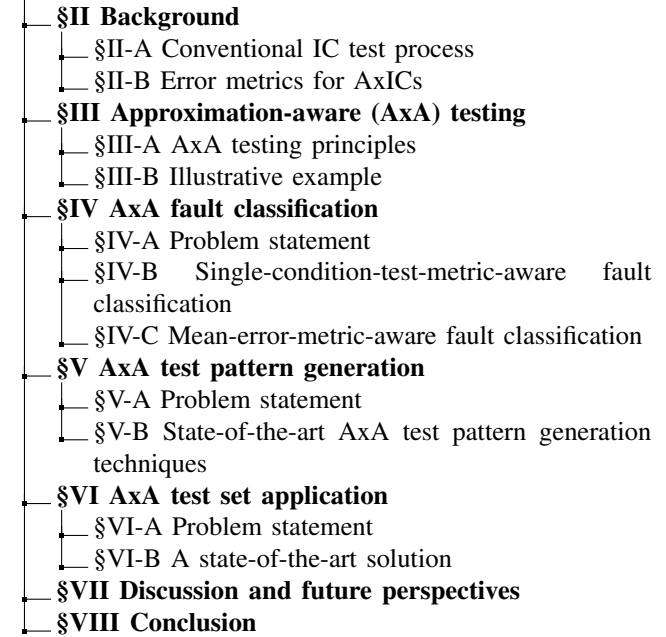 §II Background
§II-A Conventional IC test process
§II-B Error metrics for AxICs
§III Approximation-aware (AxA) testing
§III-A AxA testing principles
§III-B Illustrative example
§IV AxA fault classification
§IV-A Problem statement
§IV-B Single-condition-test-metric-aware fault
classification
§IV-C Mean-error-metric-aware fault classification
§V AxA test pattern generation
§V-A Problem statement
§V-B State-of-the-art AxA test pattern generation
techniques
§VI AxA test set application
§VI-A Problem statement
§VI-B A state-of-the-art solution
§VII Discussion and future perspectives
§VIII Conclusion